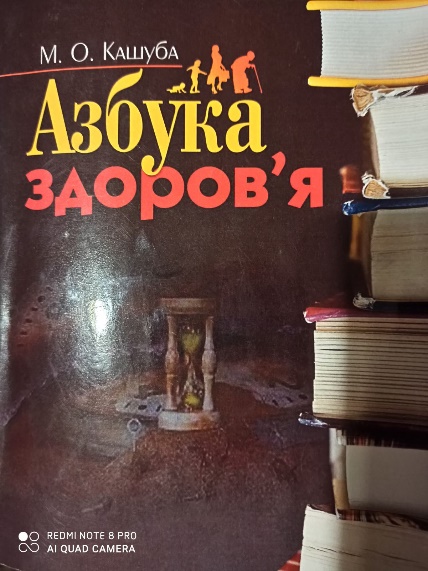 М. О. Кашуба
Азбука
здоров'я
REDMI NOTE 8 PRO
AI QUAD CAMERA